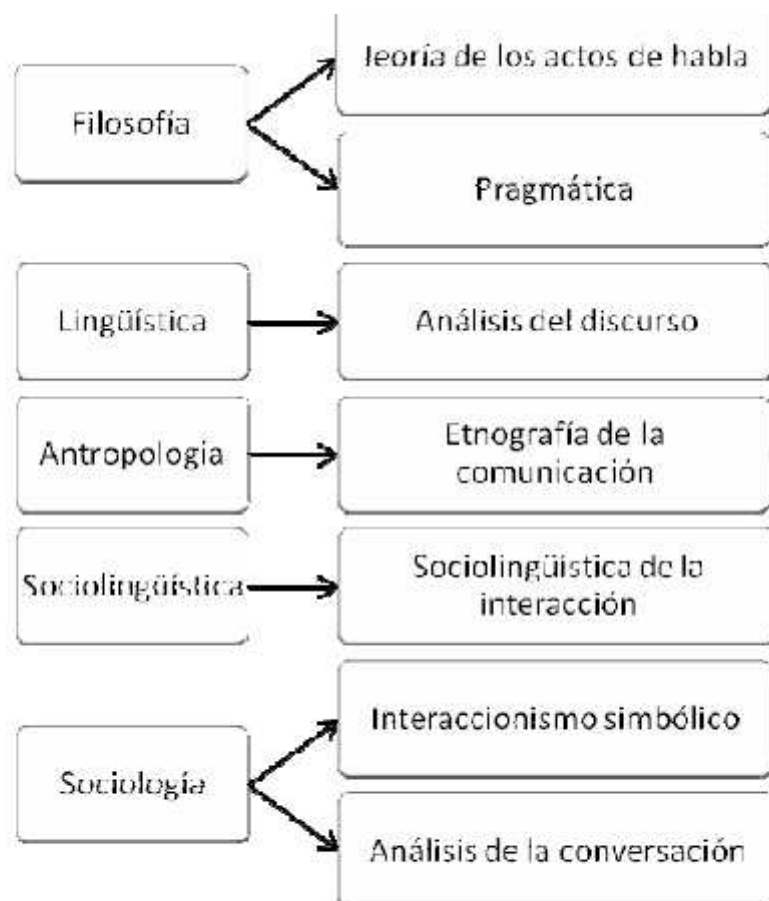 Teoría de los actos de habla
Filosofía
Pragmática
Lingüística
Análisis del discurso
Antropología
Etnografía de la
comunicación
Sociolingüística
Sociolingüística de la
interacción
Interaccionismo simbólico
Sociología
Análisis de la conversación